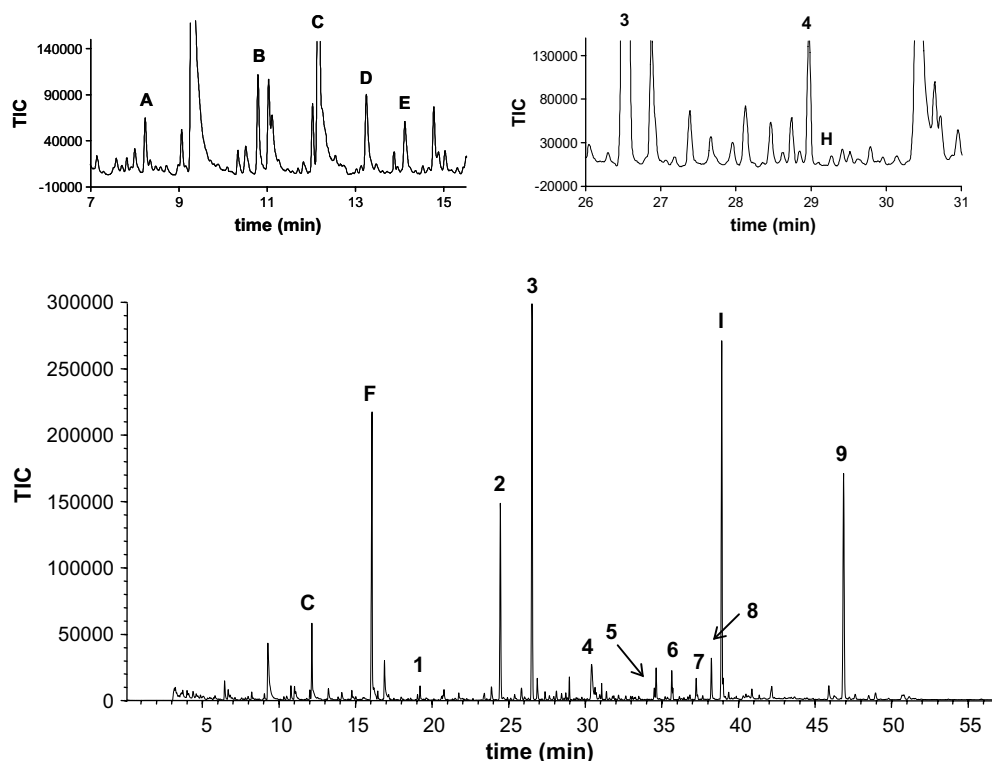 C
B
D
A
E
140000
90000
40000
-10000
TIC
7 9 11 13 15
time (min)
3
4
H
130000
80000
30000
-20000
TIC
26 27 28 29 30 31
time (min)
3
I
F
9
2
C
8
5
1
4
6
7
300000
250000
200000
150000
100000
50000
0
TIC
5 10 15 20 25 30 35 40 45 50 55
time (min)